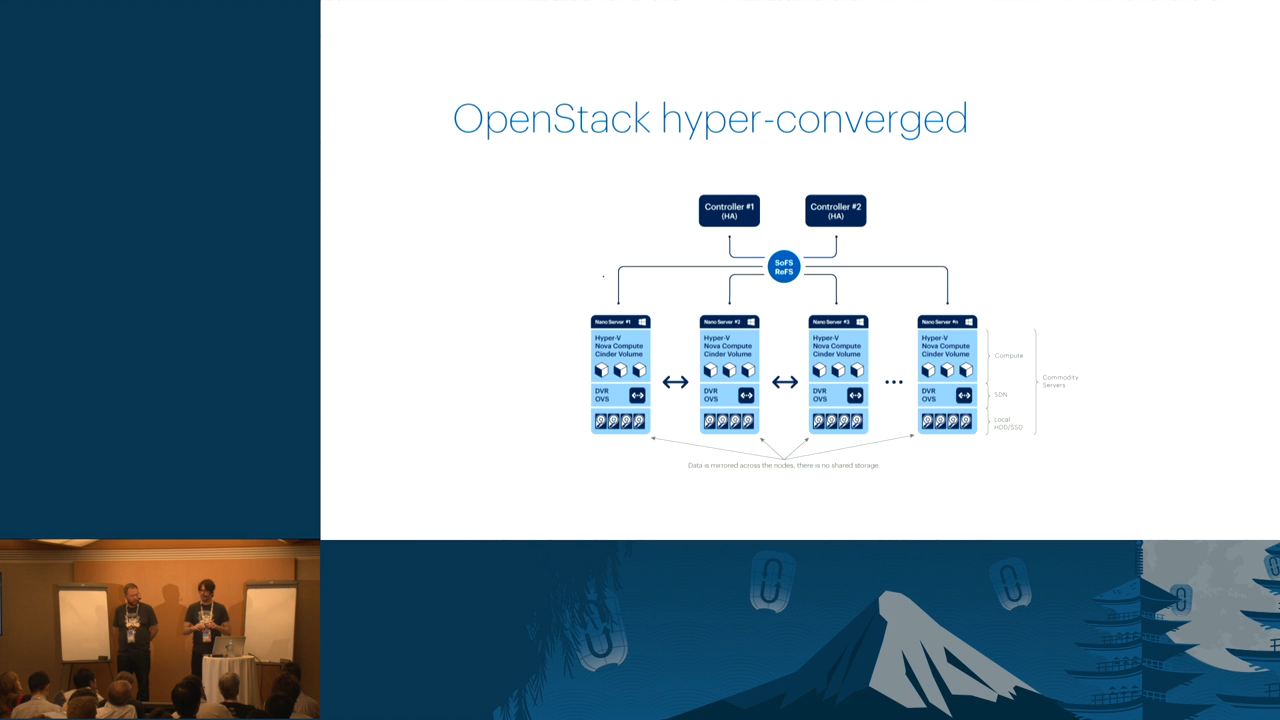 OpenStack hyper-converged
Controller #1
(HA)
Controller #2
(HA)
SoFS
ReFS
Nano Server #1
Hyper-V
Nova Compute
Cinder Volume
DVR
OVS
Nano Server #2
Hyper-V
Nova Compute
Cinder Volume
DVR
OVS
Nano Server #3
Hyper-V
Nova Compute
Cinder Volume
DVR
OVS
...
Nano Server #n
Hyper-V
Nova Compute
Cinder Volume
DVR
OVS
Compute
SDN
Local
HDD/SSD
Commodity
Servers
Data is mirrored across the nodes, there is no shared storage.